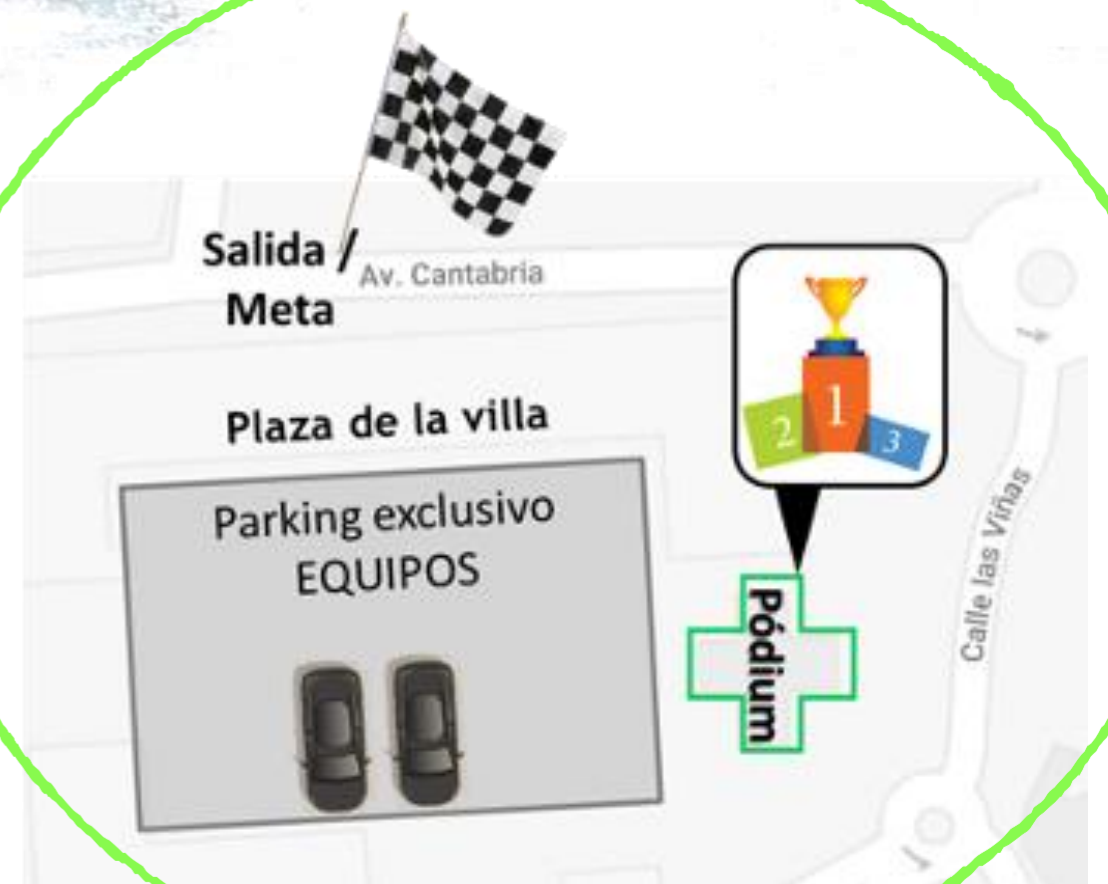 Salida /
Meta
Av. Cantabria
Plaza de la villa
Parking exclusivo
EQUIPOS
2
1
3
Pódium
Calle las Viñas